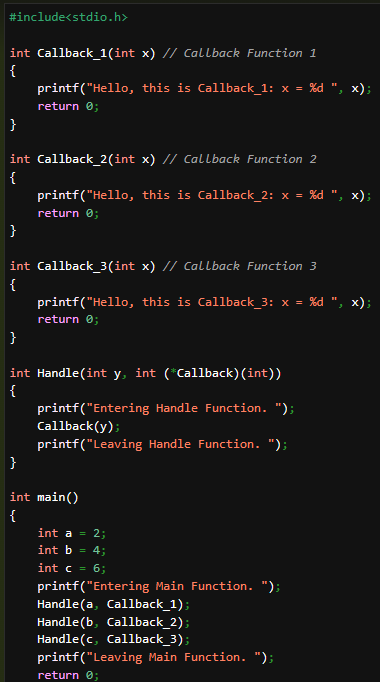 #include<stdio.h>
int Callback_1(int x) // Callback Function 1
{
printf("Hello, this is Callback_1: x = %d ", x);
return 0;
}
int Callback_2(int x) // Callback Function 2
{
printf("Hello, this is Callback_2: x = %d ", x);
return 0;
}
int Callback_3(int x) // Callback Function 3
{
printf("Hello, this is Callback_3: x = %d ", x);
return 0;
}
int Handle(int y, int (*Callback)(int))
{
printf("Entering Handle Function. ");
Callback(y);
printf("Leaving Handle Function. ");
}
int main()
{
int a = 2;
int b = 4;
int c = 6;
printf("Entering Main Function. ");
Handle(a, Callback_1);
Handle(b, Callback_2);
Handle(c, Callback_3);
printf("Leaving Main Function. ");
return 0;